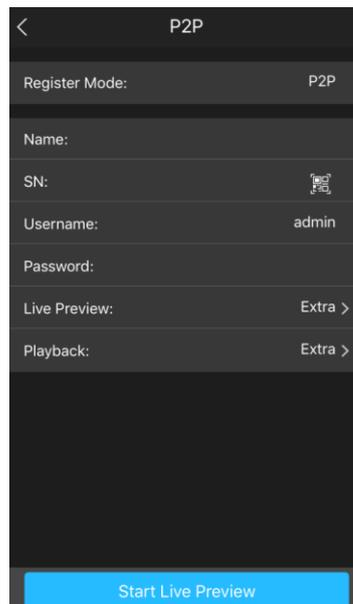 P2P
Register Mode: P2P
Name:
SN:
Username: admin
Password:
Live Preview: Extra >
Playback: Extra >
Start Live Preview